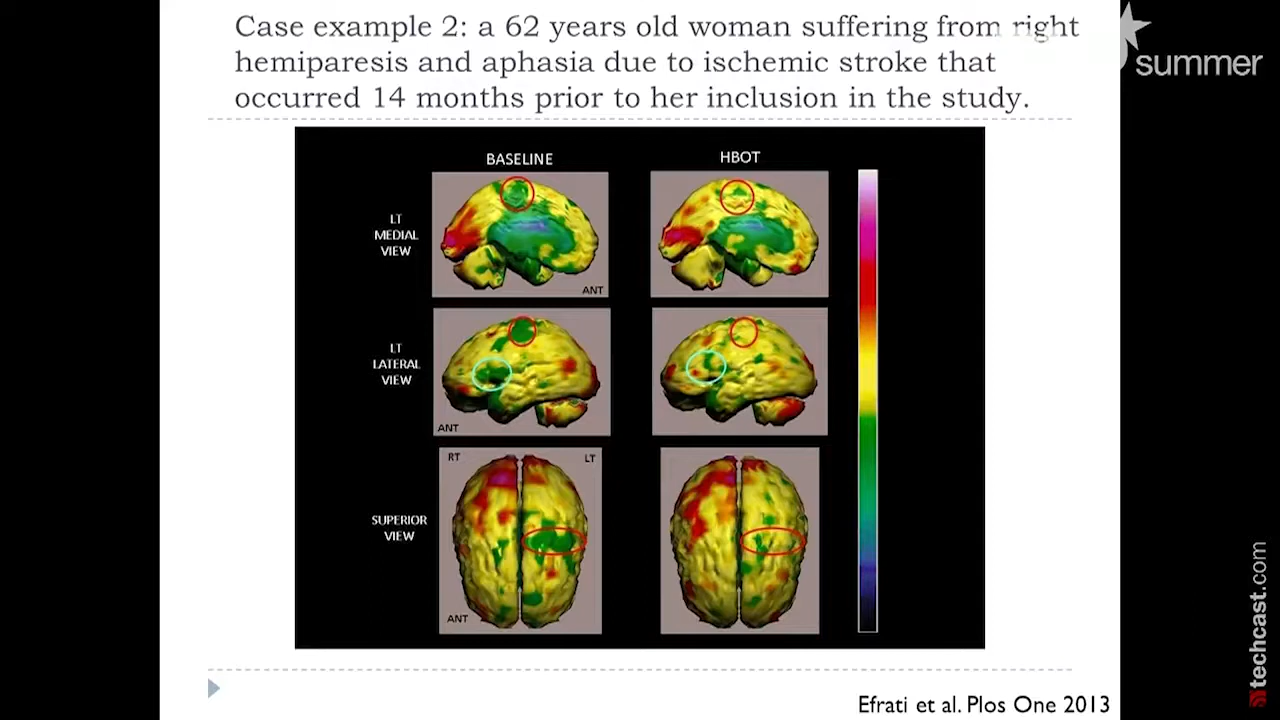 Case example 2: a 62 years old woman suffering from right
hemiparesis and aphasia due to ischemic stroke that
occurred 14 months prior to her inclusion in the study.
summer
BASELINE
HBOT
LT
MEDIAL
VIEW
ANT
LT
LATERAL
VIEW
ANT
RT
LT
SUPERIOR
VIEW
ANT
Efrati et al. Plos One 2013
techcast.com